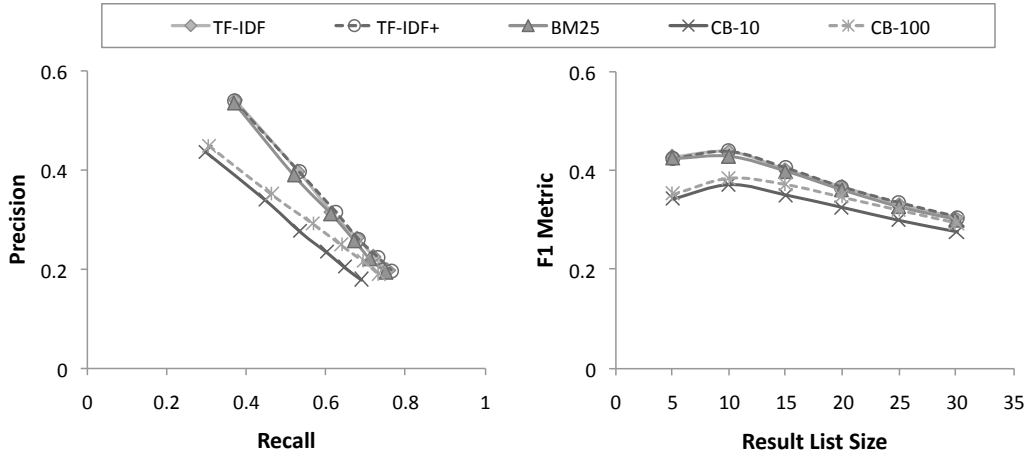 TF-IDF TF-IDF+ BM25 CB-10 CB-100
Precision
0.6
0.4
0.2
0
0 0.2 0.4 0.6 0.8 1
Recall
F1 Metric
0.6
0.4
0.2
0
0 5 10 15 20 25 30 35
Result List Size